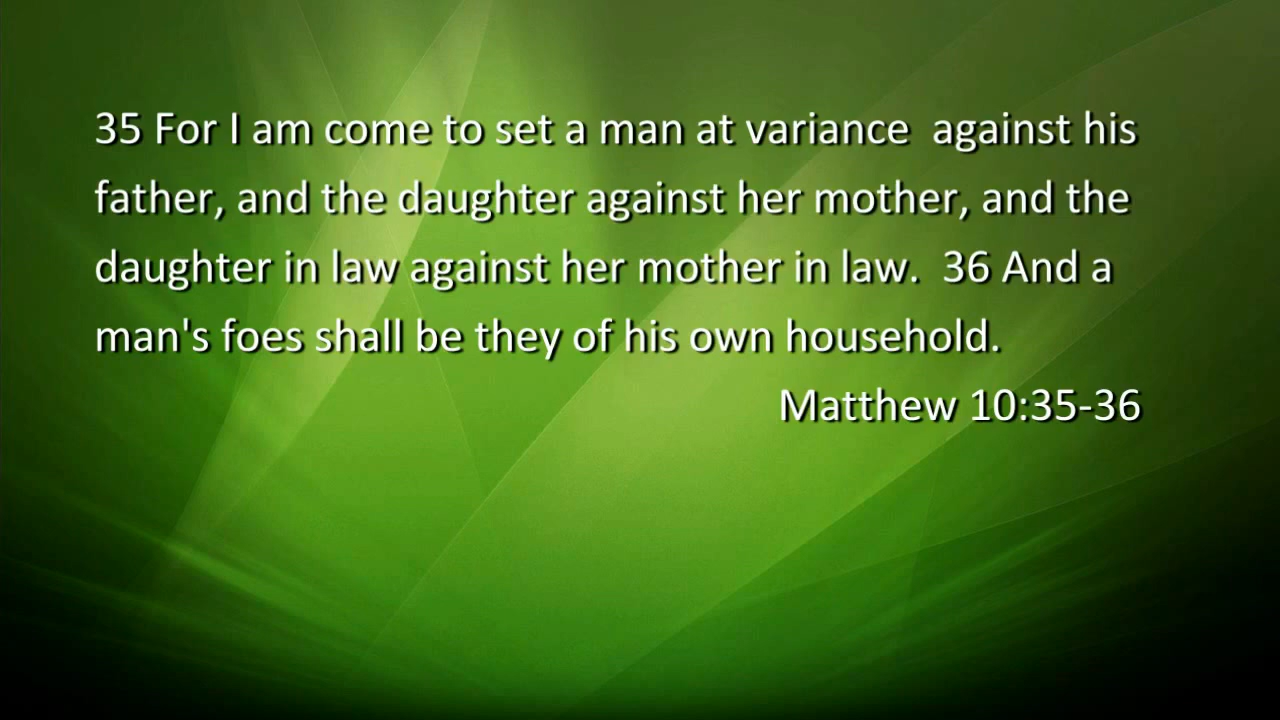 35 For I am come to set a man at variance  against his
father, and the daughter against her mother, and the
daughter in law against her mother in law.  36 And a
man's foes shall be they of his own household.
Matthew 10:35-36